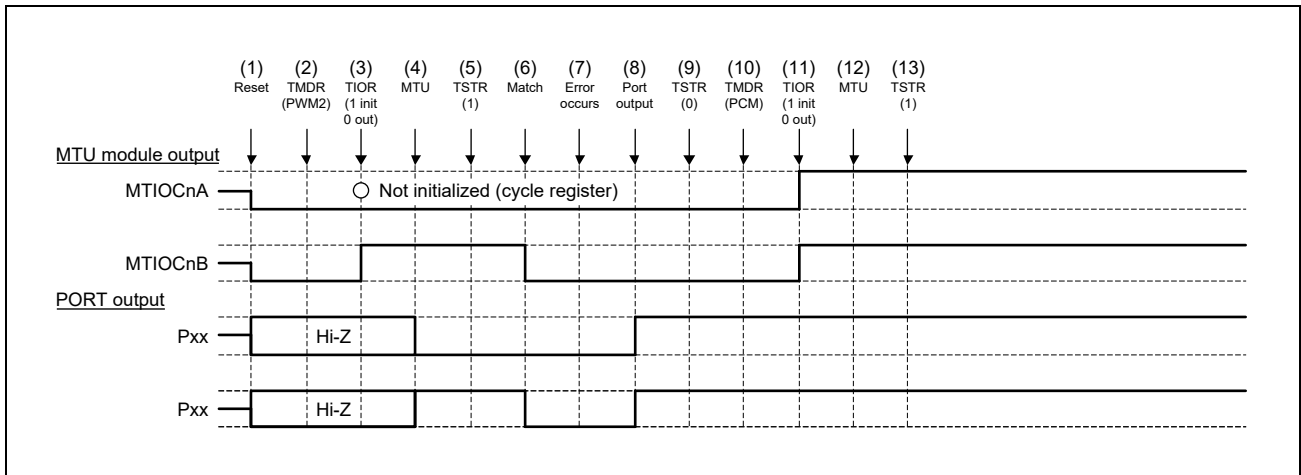 (1) (2) (3) (4) (5) (6) (7) (8) (9) (10) (11) (12) (13)
Reset TMDR TIOR MTU TSTR Match Error Port TSTR TMDR TIOR MTU TSTR
(PWM2) (1 init (1) occurs output (0) (PCM) (1 init (1)
0 out) 0 out)
MTU module output
MTIOCnA Not initialized (cycle register)
MTIOCnB
PORT output
Pxx Hi-Z
Pxx Hi-Z